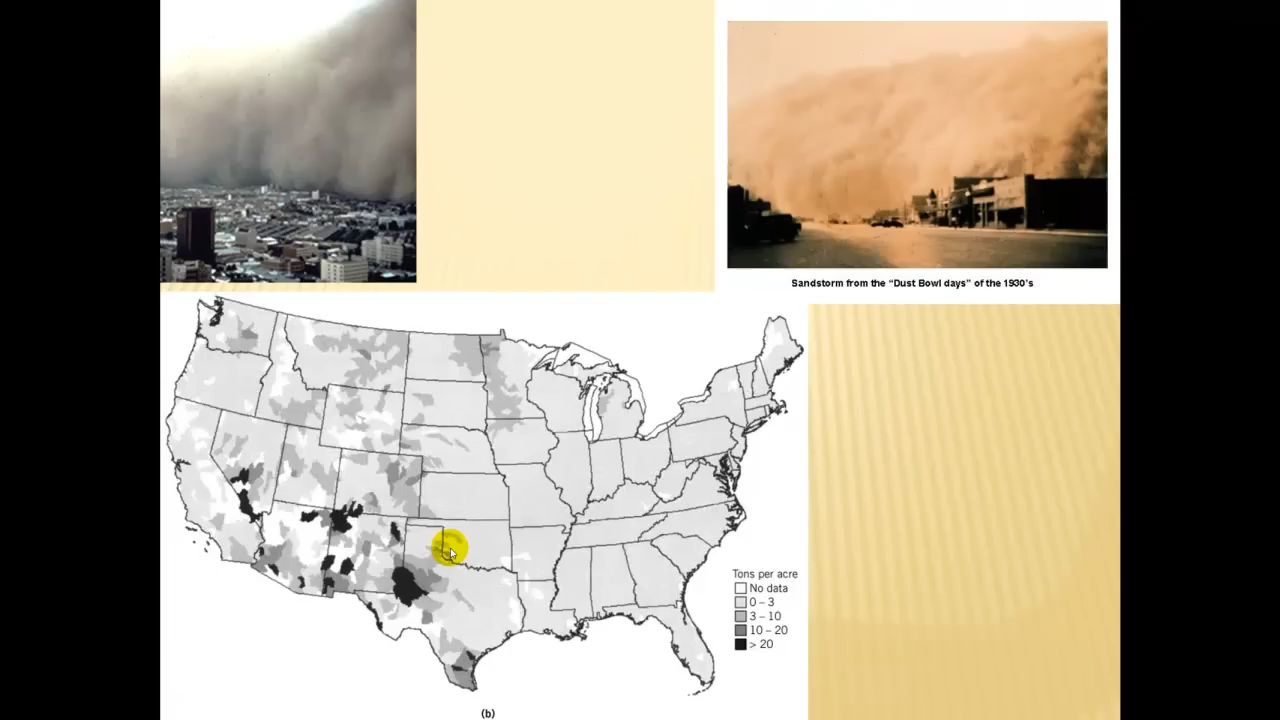 Sandstorm from the “Dust Bowl days” of the 1930’s
Tons per acre
No data
0 – 3
3 – 10
10 – 20
> 20
(b)